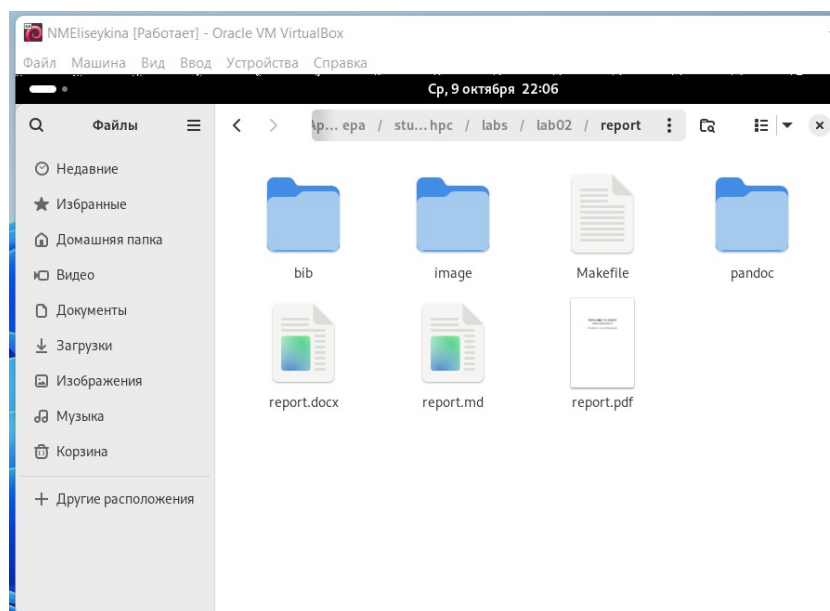 NMEliseykina [Работает] - Oracle VM VirtualBox
Файл Машина Вид Ввод Устройства Справка
Ср, 9 октября 22:06
Файлы
Ар... ера / stu... hpc / labs / lab02 / report
Недавние
Избранные
Домашняя папка
Видео
Документы
Загрузки
Изображения
Музыка
Корзина
Другие расположения
bib image Makefile pandoc
report.docx report.md report.pdf